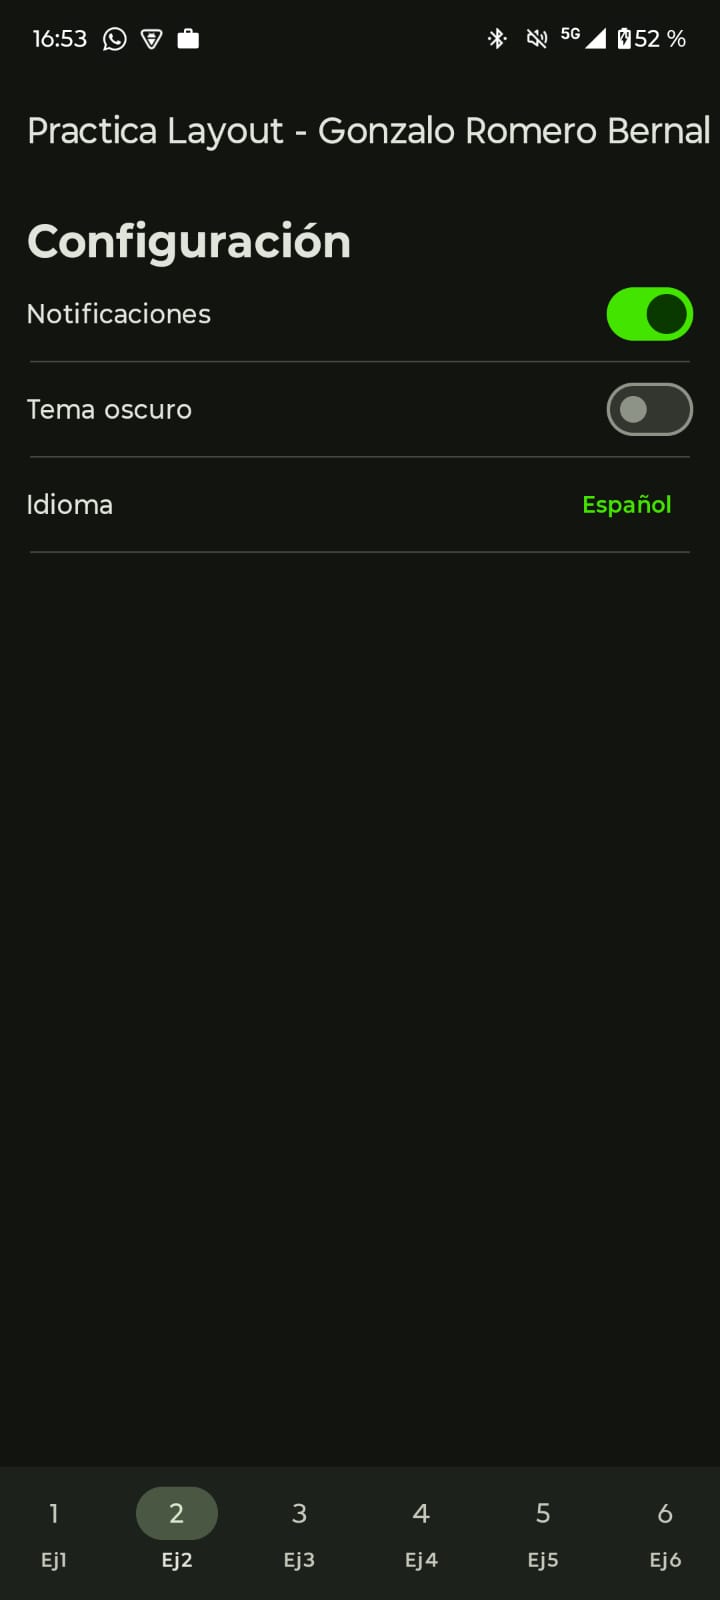 16:53 5G 52 %
Practica Layout - Gonzalo Romero Bernal
Configuración
Notificaciones
Tema oscuro
Idioma Español
1 2 3 4 5 6
Ej1 Ej2 Ej3 Ej4 Ej5 Ej6